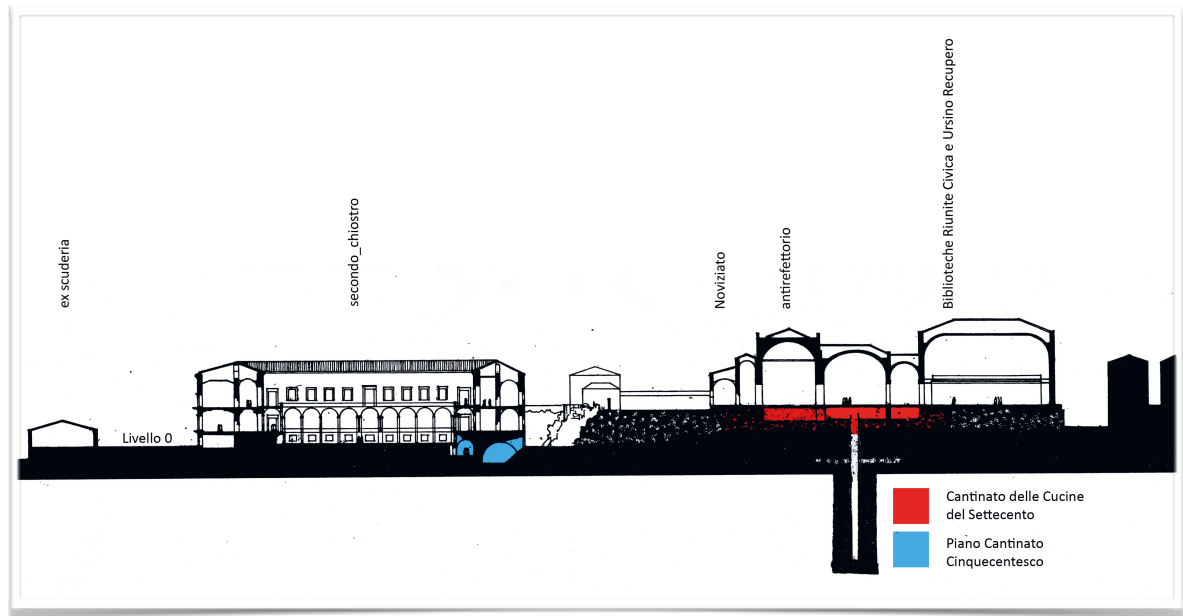 ex scuderia
secondo_chiostro
Noviziato
antirefettorio
Biblioteche Riunite Civica e Ursino Recupero
Livello 0
Cantinato delle Cucine
del Settecento
Piano Cantinato
Cinquecentesco